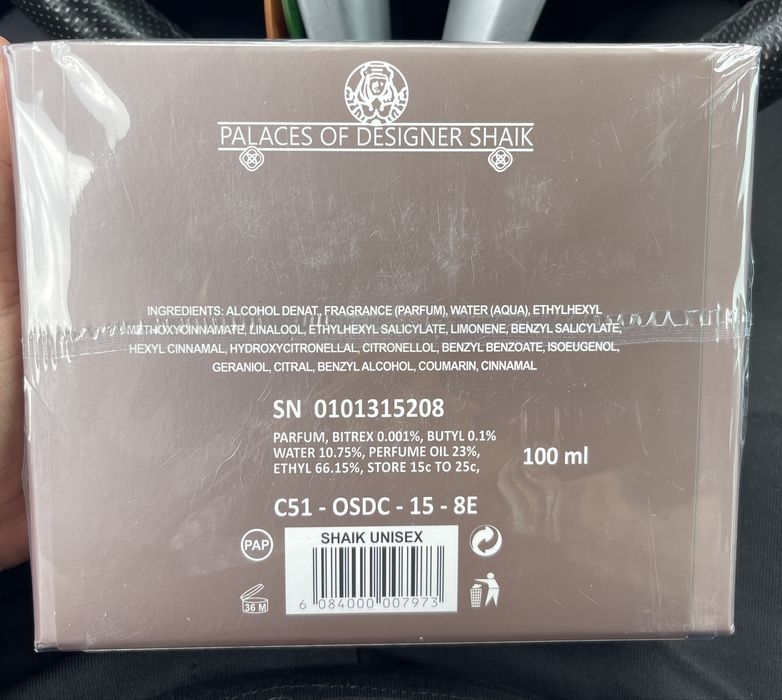 PALACES OF DESIGNER SHAIK
INGREDIENTS: ALCOHOL DENAT., FRAGRANCE (PARFUM), WATER (AQUA), ETHYLHEXYL
METHOXYCINNAMATE, LINALOOL, ETHYLHEXYL SALICYLATE, LIMONENE, BENZYL SALICYLATE,
HEXYL CINNAMAL, HYDROXYCITRONELLAL, CITRONELLOL, BENZYL BENZOATE, ISOEUGENOL,
GERANIOL, CITRAL, BENZYL ALCOHOL, COUMARIN, CINNAMAL
SN 0101315208
PARFUM, BITREX 0.001%, BUTYL 0.1%
WATER 10.75%, PERFUME OIL 23%,
ETHYL 66.15%, STORE 15c TO 25c,
100 ml
C51 - OSDC - 15 - 8E
PAP
SHAIK UNISEX
6 084000 007973
36 M